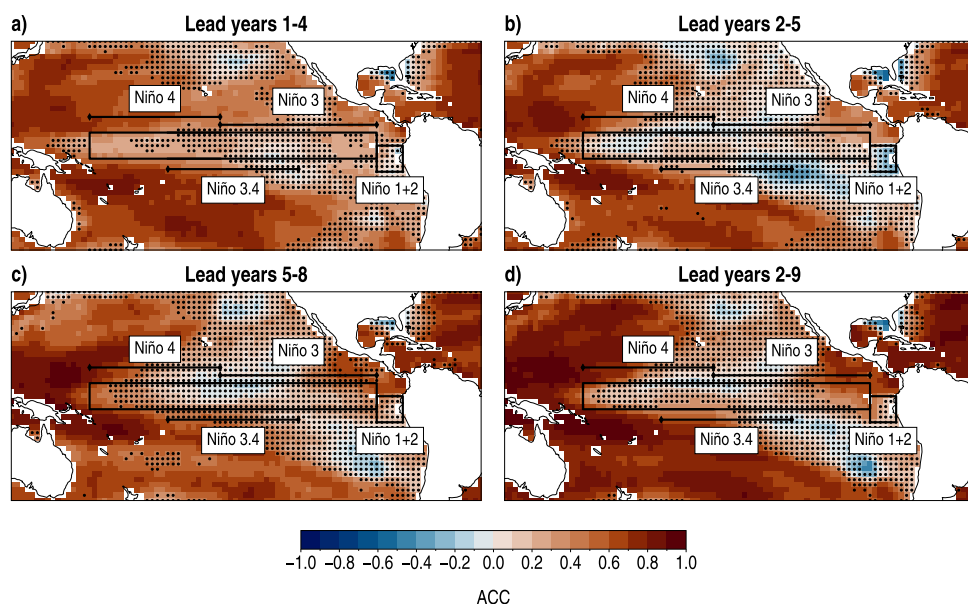 a) Lead years 1-4
b) Lead years 2-5
Niño 4 Niño 3
Niño 3.4 Niño 1+2
Niño 4 Niño 3
Niño 3.4 Niño 1+2
c) Lead years 5-8
d) Lead years 2-9
Niño 4 Niño 3
Niño 3.4 Niño 1+2
Niño 4 Niño 3
Niño 3.4 Niño 1+2
−1.0 −0.8 −0.6 −0.4 −0.2 0.0 0.2 0.4 0.6 0.8 1.0
ACC